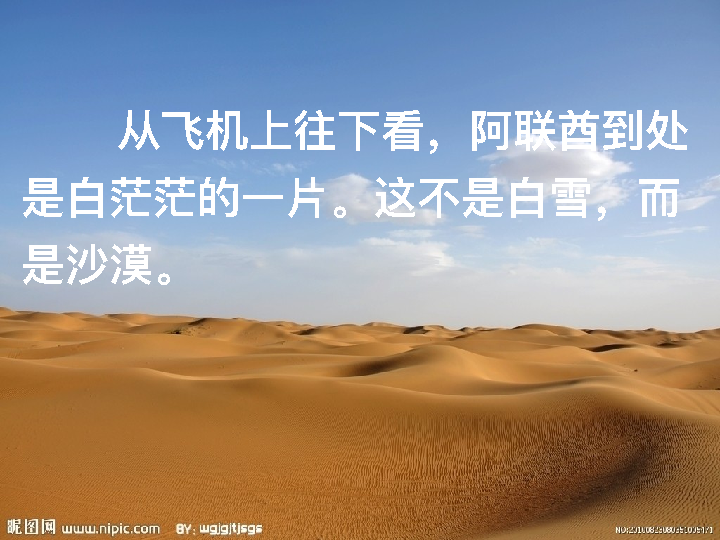 从飞机上往下看，阿联酋到处
是白茫茫的一片。这不是白雪，而
是沙漠。
昵图网 www.nipic.com BY：wgjgjtjsgs